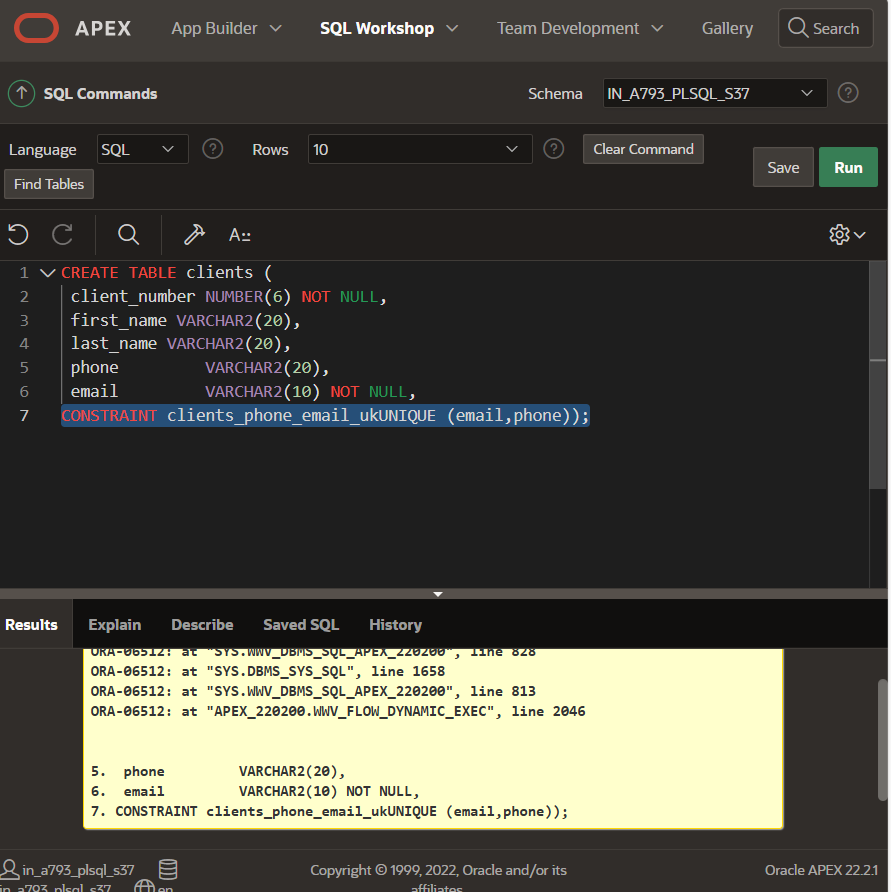 APEX App Builder SQL Workshop Team Development Gallery Search
SQL Commands Schema IN_A793_PLSQL_S37 ?
Language SQL ? Rows 10 ? Clear Command Save Run
Find Tables
A::
1 CREATE TABLE clients (
2 client_number NUMBER(6) NOT NULL,
3 first_name VARCHAR2(20),
4 last_name VARCHAR2(20),
5 phone VARCHAR2(20),
6 email VARCHAR2(10) NOT NULL,
7 CONSTRAINT clients_phone_email_ukUNIQUE (email,phone));
Results Explain Describe Saved SQL History
ORA-06512: at "SYS.WWV_DBMS_SQL_APEX_220200", line 828
ORA-06512: at "SYS.DBMS_SYS_SQL", line 1658
ORA-06512: at "SYS.WWV_DBMS_SQL_APEX_220200", line 813
ORA-06512: at "APEX_220200.WWV_FLOW_DYNAMIC_EXEC", line 2046
5. phone VARCHAR2(20),
6. email VARCHAR2(10) NOT NULL,
7. CONSTRAINT clients_phone_email_ukUNIQUE (email,phone));
in_a793_plsql_s37 Copyright © 1999, 2022, Oracle and/or its Oracle APEX 22.2.1
in_a793_plsql_s37 en affiliates.